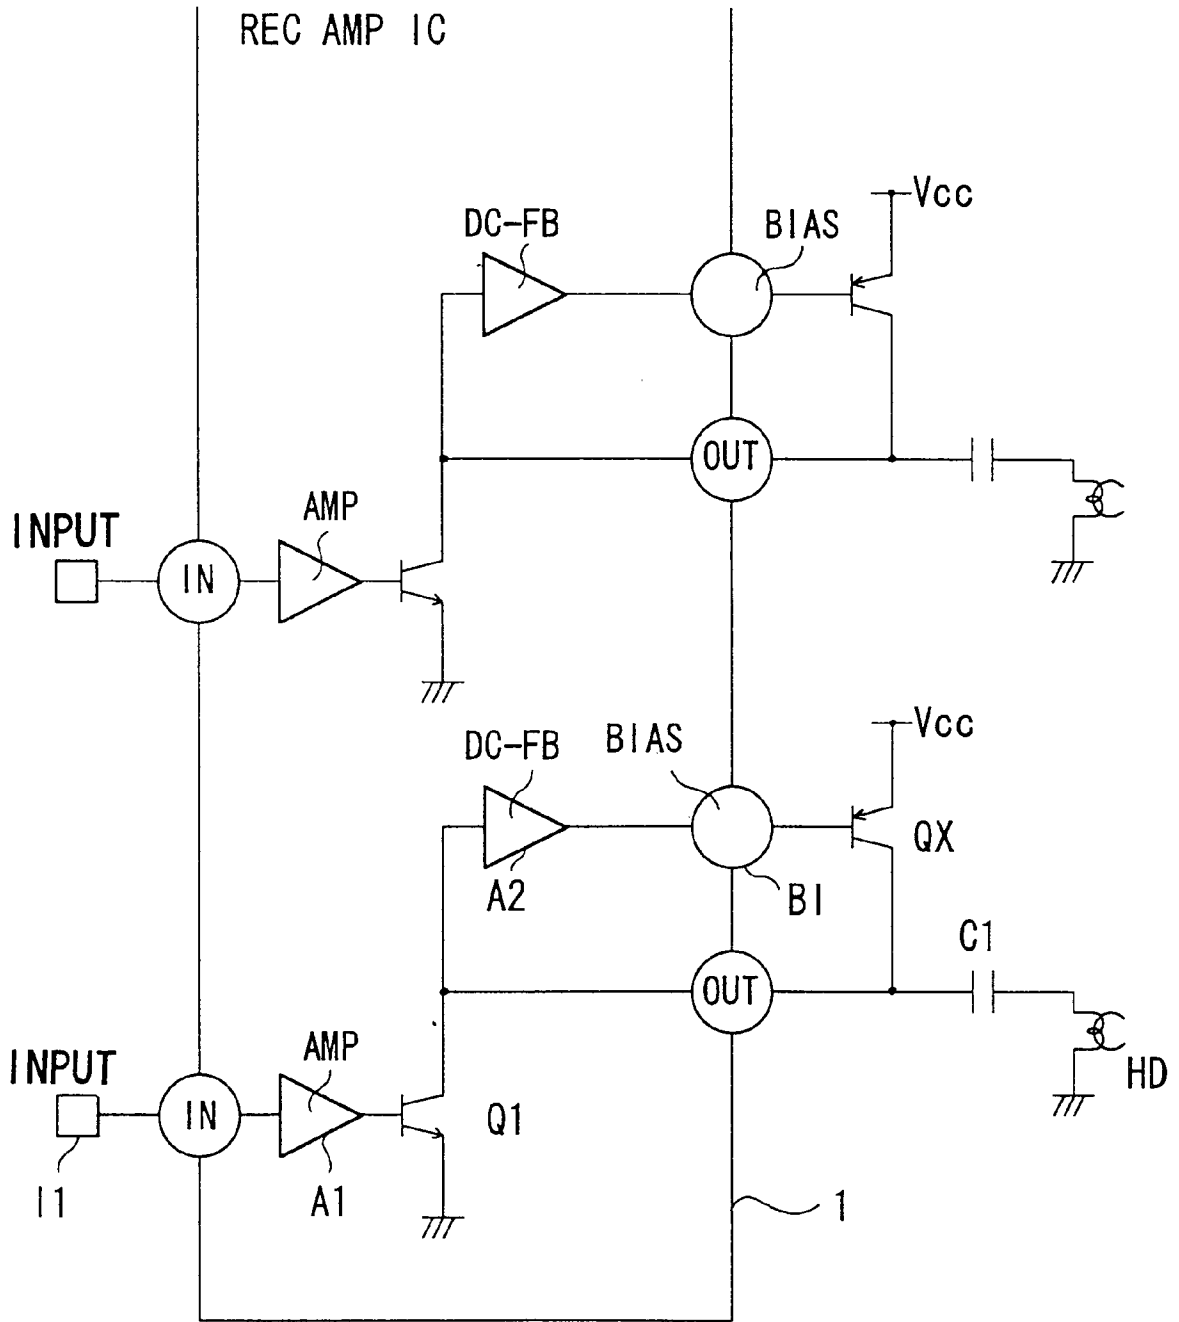 REC AMP IC
Vcc
DC-FB
BIAS
OUT
AMP
INPUT
IN
Vcc
DC-FB
BIAS
QX
A2
BI
C1
OUT
AMP
INPUT
IN
Q1
HD
I1
A1
1